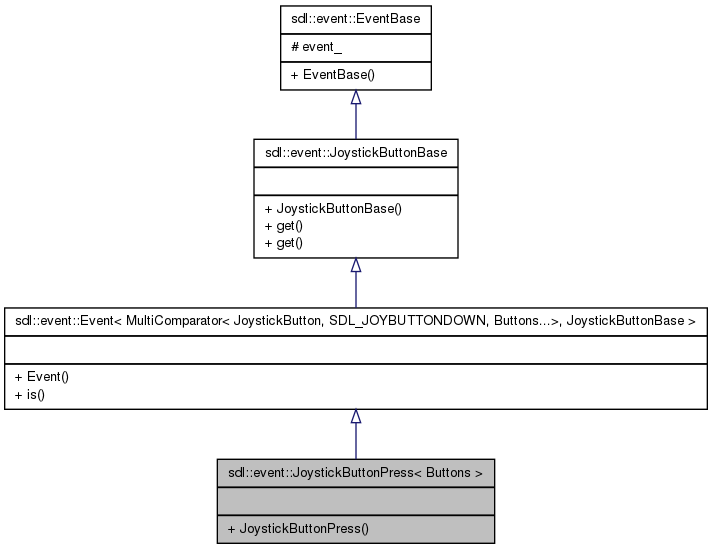 sdl::event::EventBase
# event_
+ EventBase()
sdl::event::JoystickButtonBase
+ JoystickButtonBase()
+ get()
+ get()
sdl::event::Event< MultiComparator< JoystickButton, SDL_JOYBUTTONDOWN, Buttons...>, JoystickButtonBase >
+ Event()
+ is()
sdl::event::JoystickButtonPress< Buttons >
+ JoystickButtonPress()